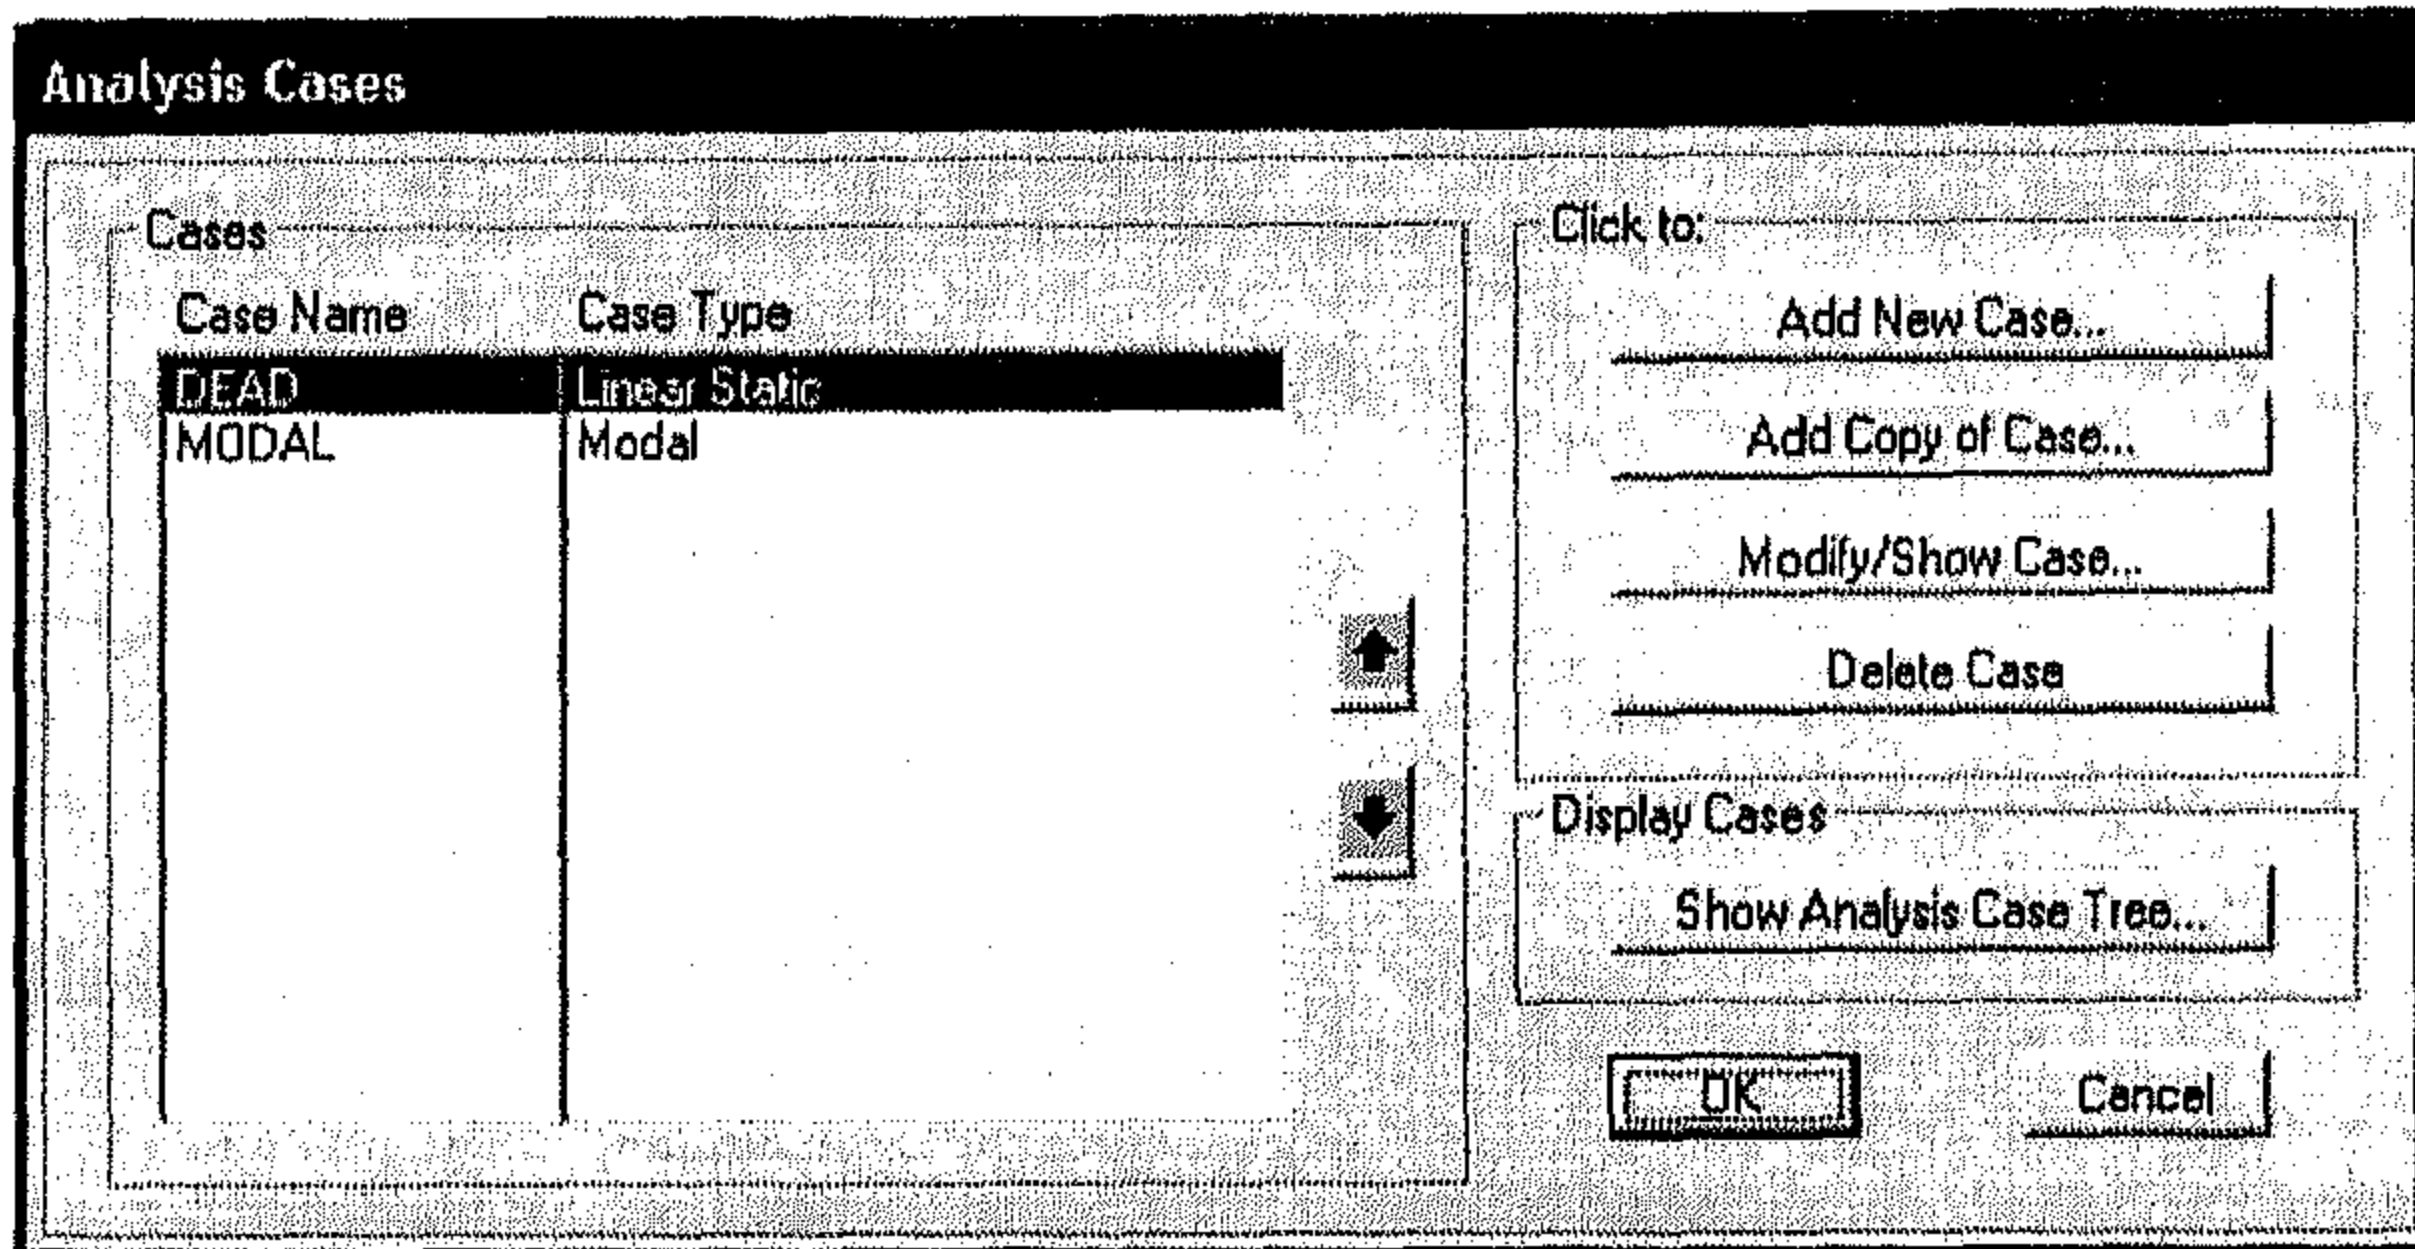 Analysis Cases
Cases
Case Name Case Type
DEAD Linear Static
MODAL Modal
Click to:
Add New Case...
Add Copy of Case...
Modify/Show Case...
Delete Case
Display Cases
Show Analysis Case Tree...
OK Cancel